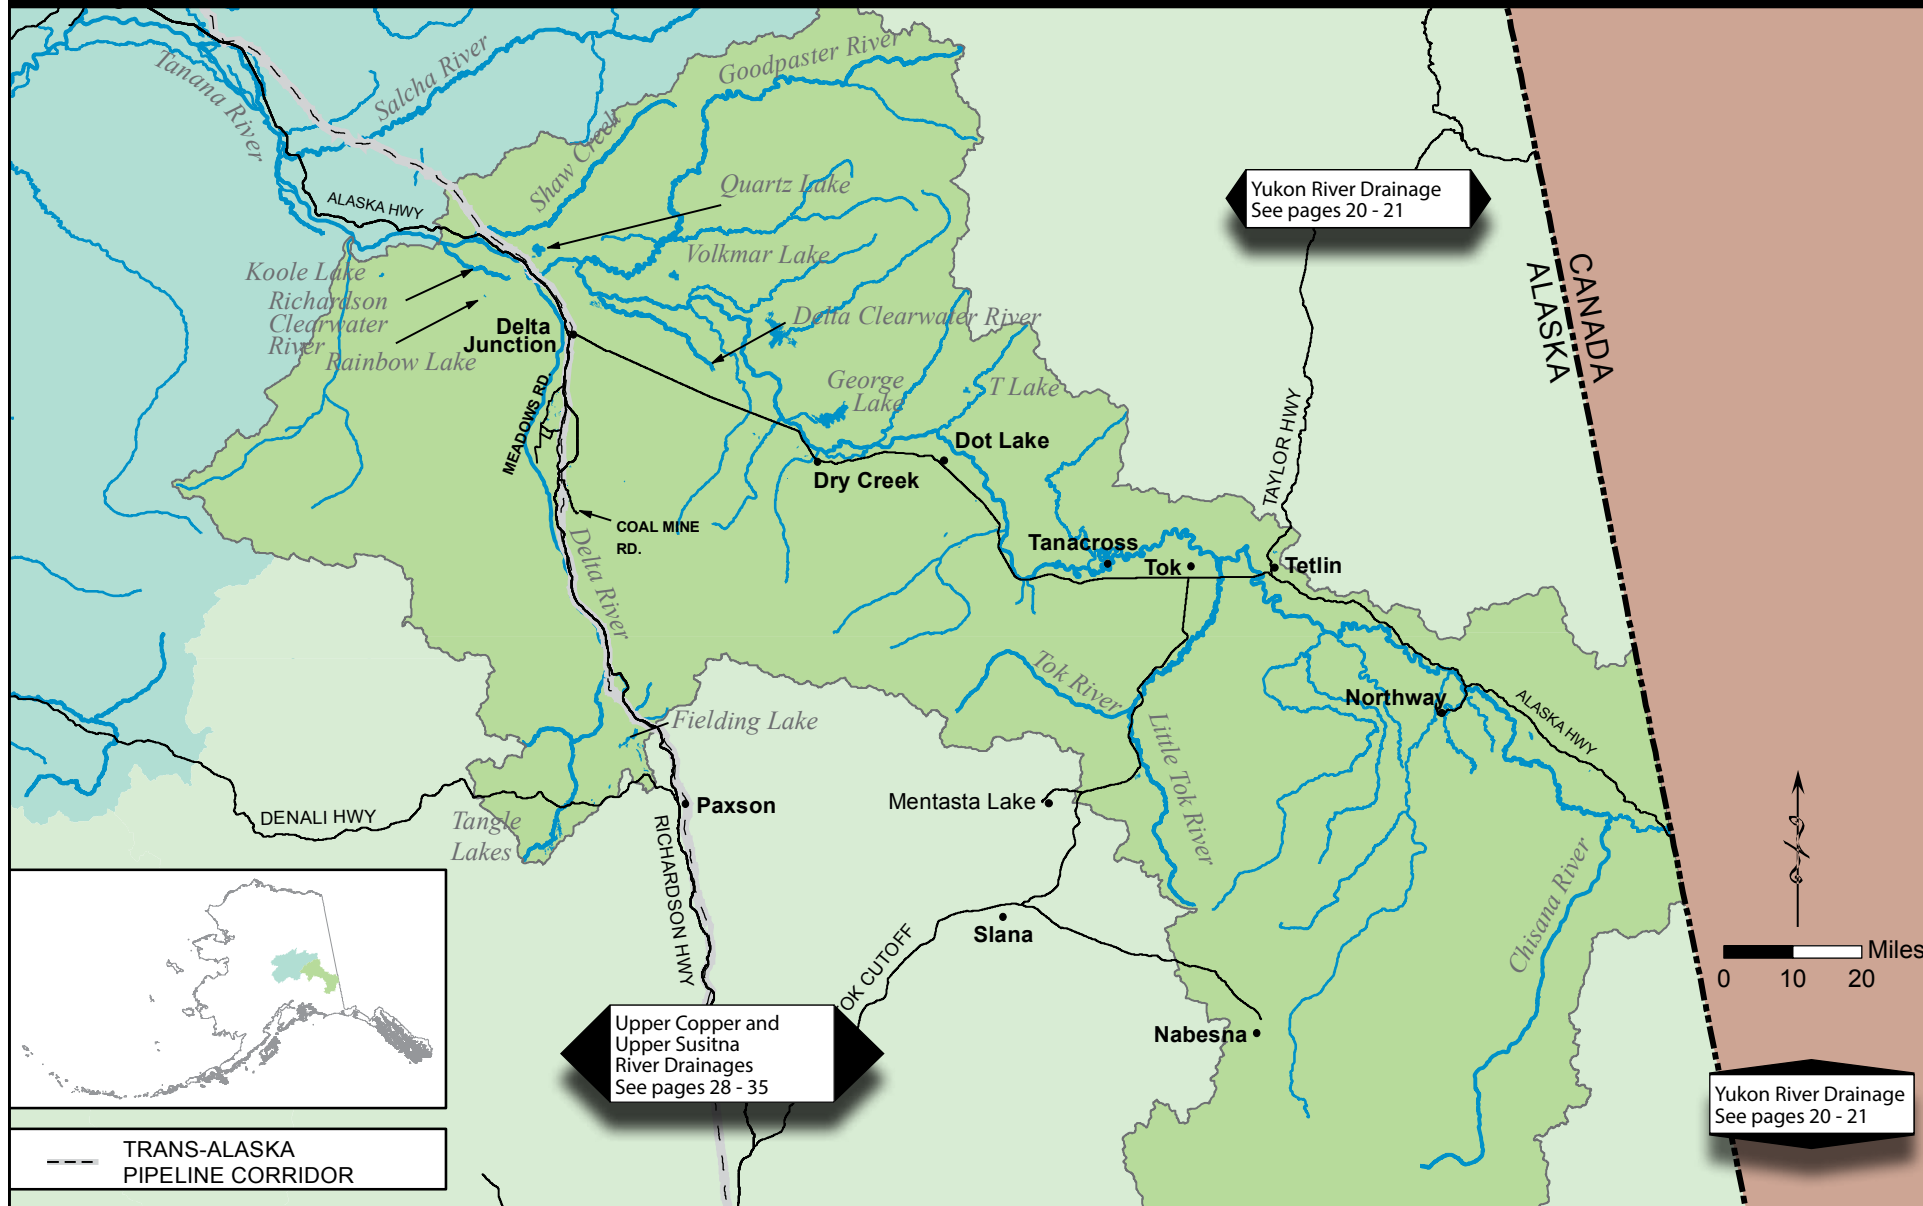 Goodpaster River
Salcha River
Tanana River
Shaw Creek
Quartz Lake
ALASKA HWY
Volkmar Lake
Koole Lake
Richardson
Clearwater
River
Rainbow Lake
Delta
Junction
Delta Clearwater River
MEADOWS RD.
George
Lake
T Lake
Dot Lake
Dry Creek
COAL MINE
RD.
Delta River
Tanacross
Tok
Tetlin
TAYLOR HWY
Yukon River Drainage
See pages 20 - 21
CANADA
ALASKA
Tok River
Little Tok River
Northway
ALASKA HWY
Fielding Lake
Mentasta Lake
Paxson
DENALI HWY
Tangle
Lakes
RICHARDSON HWY
Slana
OK CUTOFF
Nabesna
Chisana River
Miles
0 10 20
Upper Copper and
Upper Susitna
River Drainages
See pages 28 - 35
Yukon River Drainage
See pages 20 - 21
TRANS-ALASKA
PIPELINE CORRIDOR